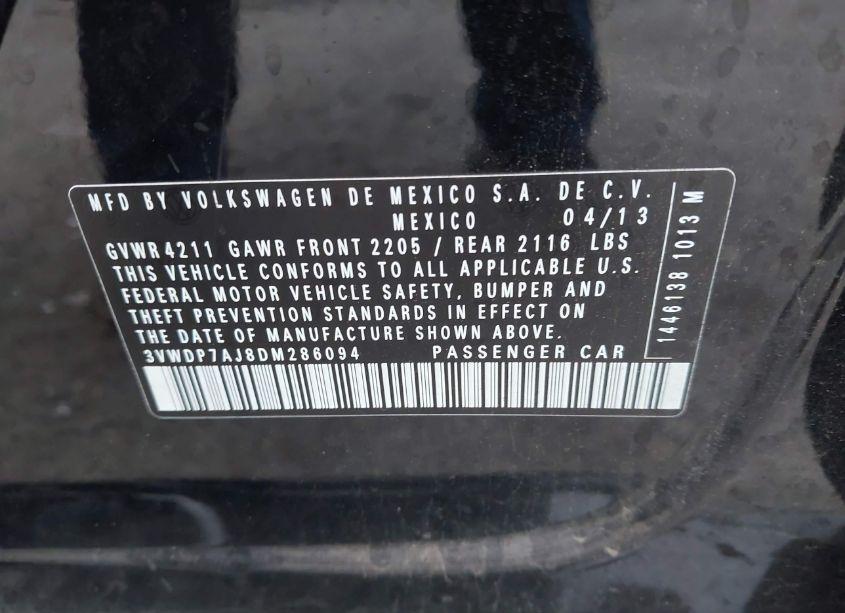 MFD BY VOLKSWAGEN DE MEXICO S.A. DE C.V.
MEXICO 04/13
GVWR 4211 GAWR FRONT 2205 / REAR 2116 LBS
THIS VEHICLE CONFORMS TO ALL APPLICABLE U.S.
FEDERAL MOTOR VEHICLE SAFETY, BUMPER AND
THEFT PREVENTION STANDARDS IN EFFECT ON
THE DATE OF MANUFACTURE SHOWN ABOVE.
3VWDP7AJ8DM286094 PASSENGER CAR
1446138 1013 M